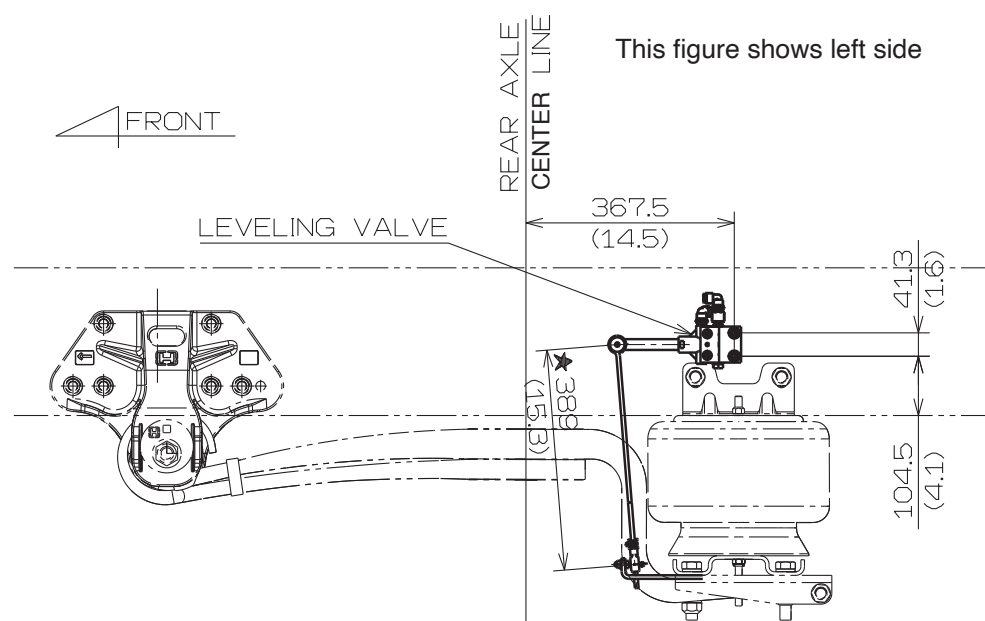 This figure shows left side
FRONT
REAR AXLE
CENTER LINE
367.5
(14.5)
LEVELING VALVE
41.3
(1.6)
★ 389
(15.3)
104.5
(4.1)